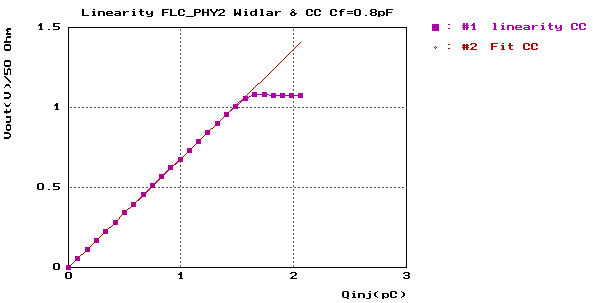 Linearity FLC_PHY2 Widlar & CC Cf=0.8pF
Vout(V)/50 Ohm
1.5
1
0.5
0
0 1 2 3
Qinj(pC)
: #1 linearity CC
: #2 Fit CC